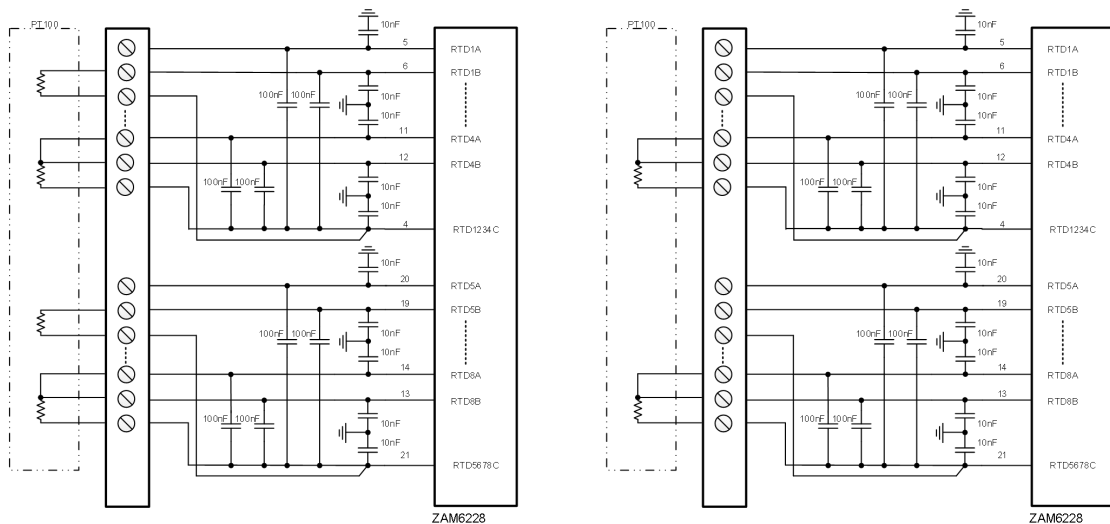 PT100
10nF
5
RTD1A
6
RTD1B
100nF
100nF
10nF
10nF
11
RTD4A
12
RTD4B
100nF
100nF
10nF
10nF
4
RTD1234C
10nF
20
RTD5A
19
RTD5B
100nF
100nF
10nF
10nF
14
RTD8A
13
RTD8B
100nF
100nF
10nF
10nF
21
RTD5678C
ZAM6228
PT100
10nF
5
RTD1A
6
RTD1B
100nF
100nF
10nF
10nF
11
RTD4A
12
RTD4B
100nF
100nF
10nF
10nF
4
RTD1234C
10nF
20
RTD5A
19
RTD5B
100nF
100nF
10nF
10nF
14
RTD8A
13
RTD8B
100nF
100nF
10nF
10nF
21
RTD5678C
ZAM6228